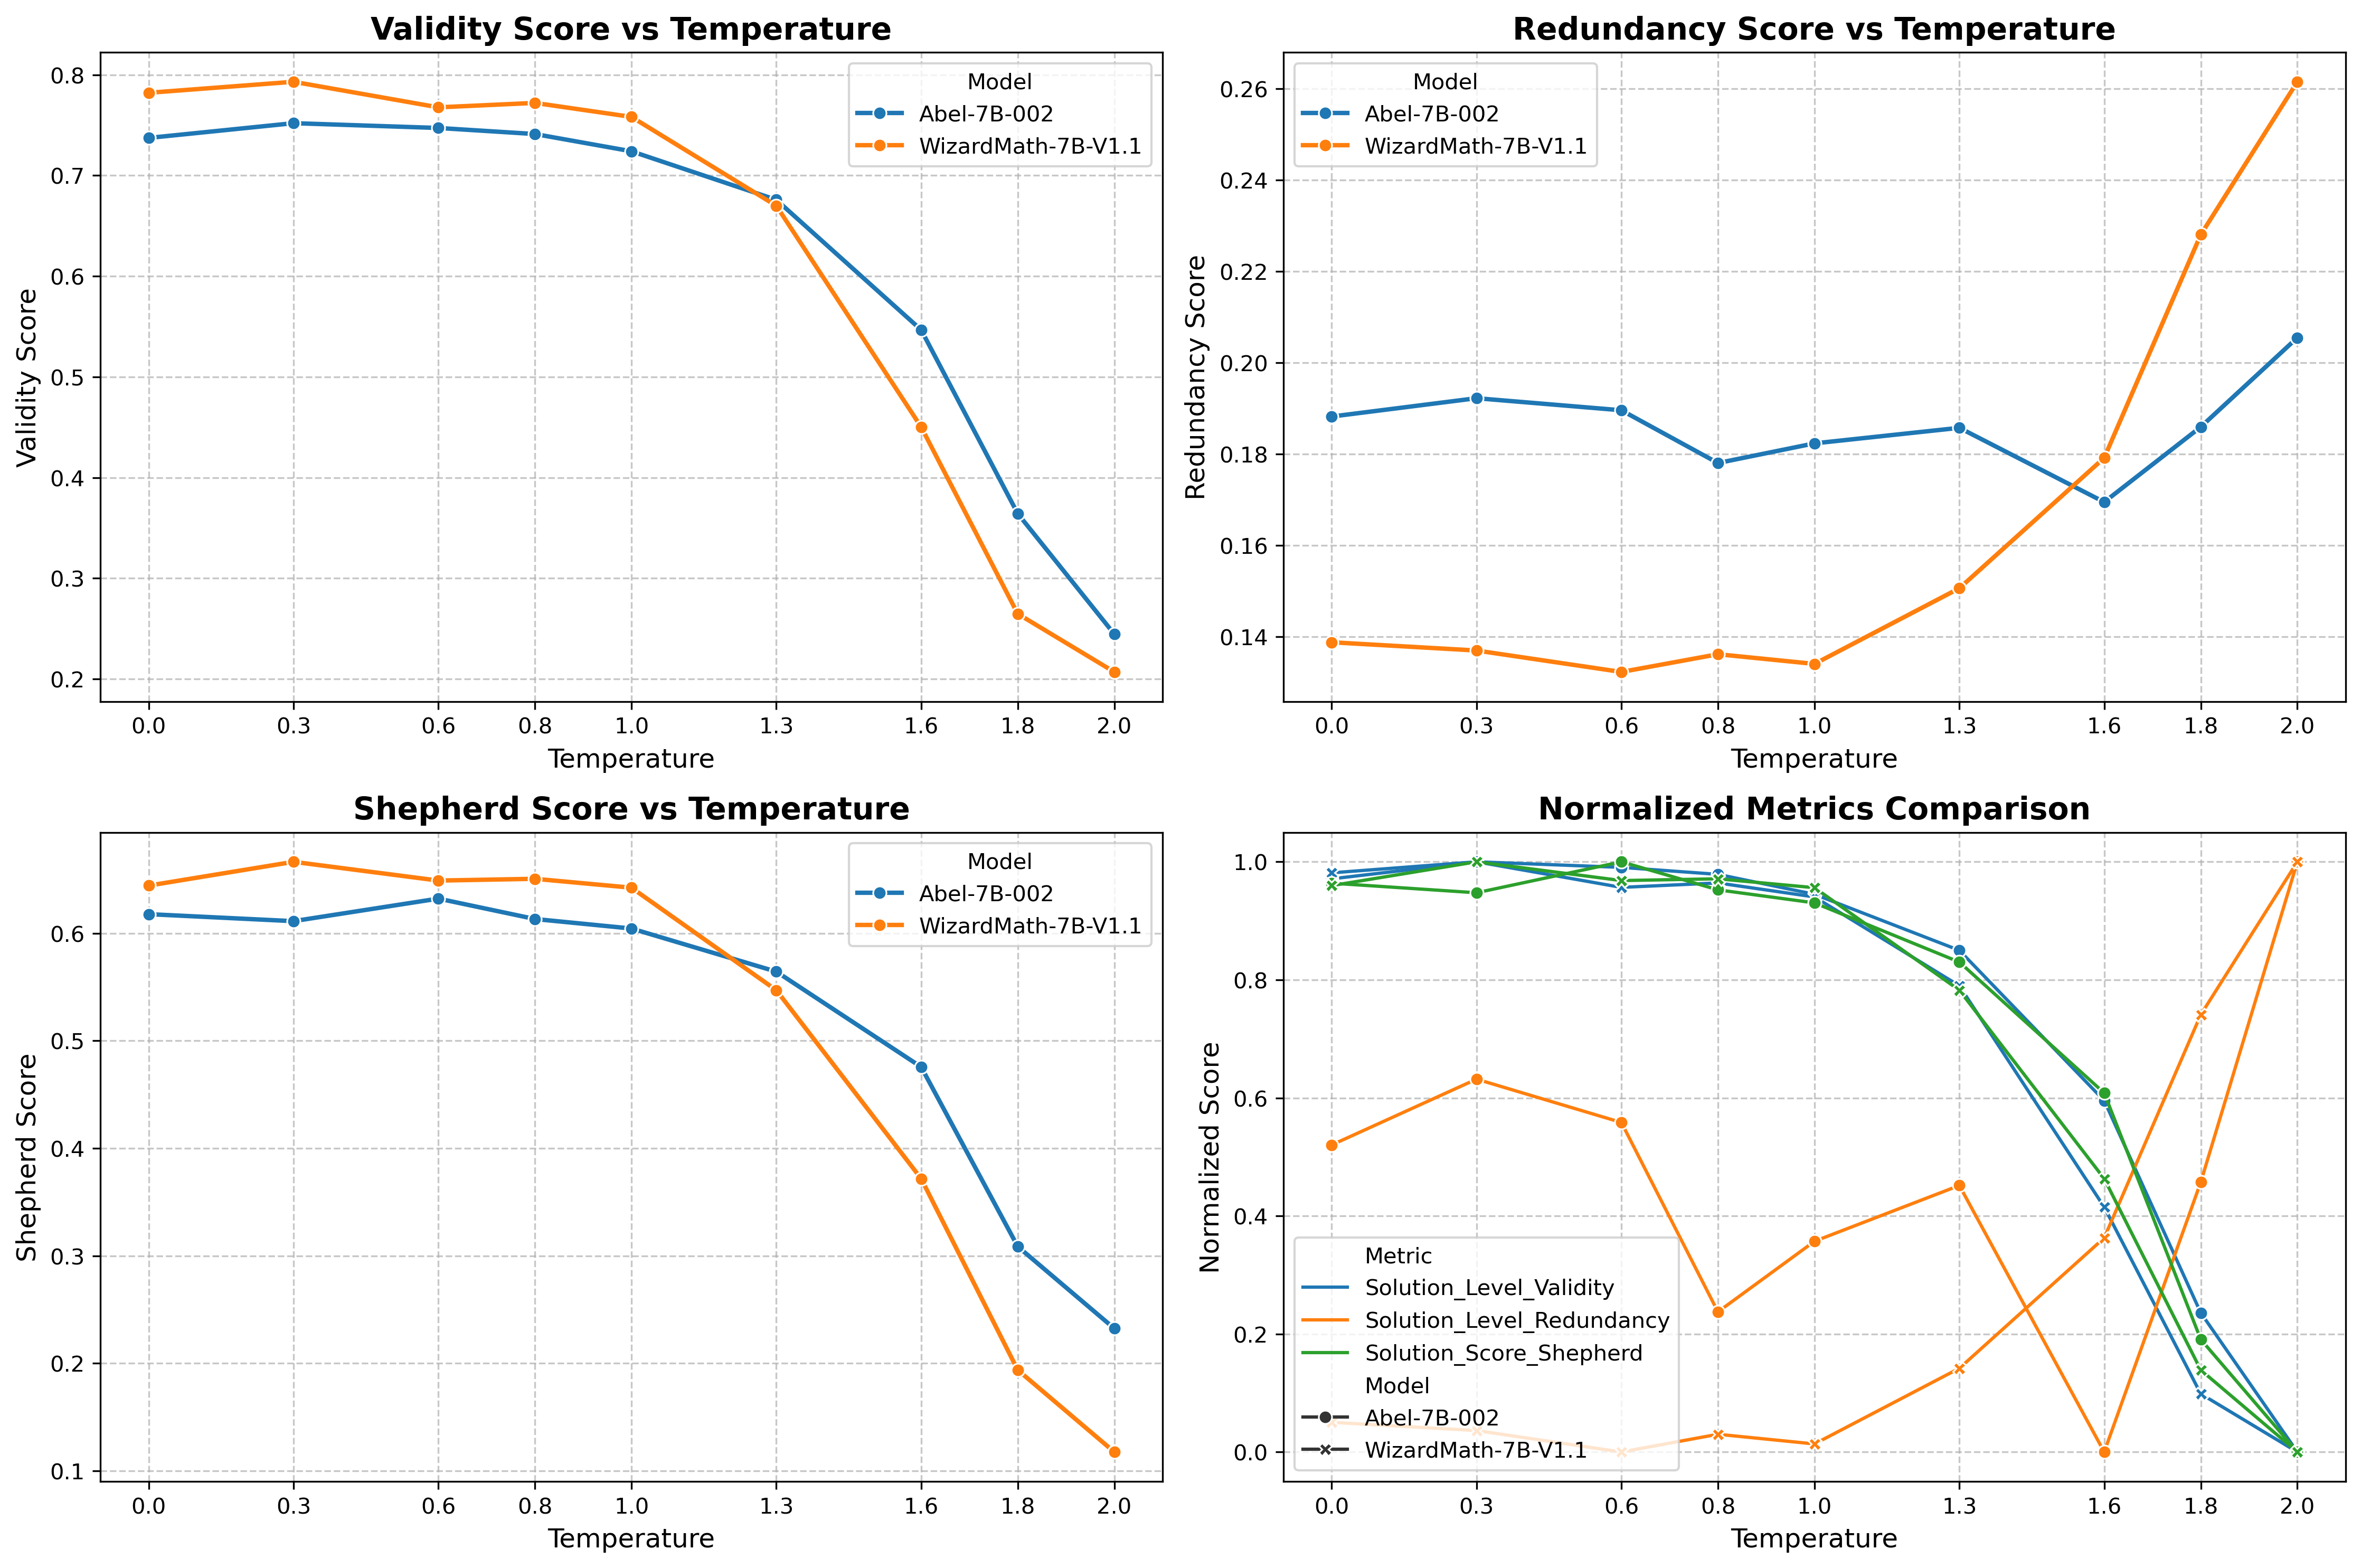 Validity Score vs Temperature
Validity Score
0.8
0.7
0.6
0.5
0.4
0.3
0.2
Model
Abel-7B-002
WizardMath-7B-V1.1
0.0 0.3 0.6 0.8 1.0 1.3 1.6 1.8 2.0
Temperature
Redundancy Score vs Temperature
Redundancy Score
0.26
0.24
0.22
0.20
0.18
0.16
0.14
Model
Abel-7B-002
WizardMath-7B-V1.1
0.0 0.3 0.6 0.8 1.0 1.3 1.6 1.8 2.0
Temperature
Shepherd Score vs Temperature
Shepherd Score
0.6
0.5
0.4
0.3
0.2
0.1
Model
Abel-7B-002
WizardMath-7B-V1.1
0.0 0.3 0.6 0.8 1.0 1.3 1.6 1.8 2.0
Temperature
Normalized Metrics Comparison
Normalized Score
1.0
0.8
0.6
0.4
0.2
0.0
Metric
Solution_Level_Validity
Solution_Level_Redundancy
Solution_Score_Shepherd
Model
Abel-7B-002
WizardMath-7B-V1.1
0.0 0.3 0.6 0.8 1.0 1.3 1.6 1.8 2.0
Temperature